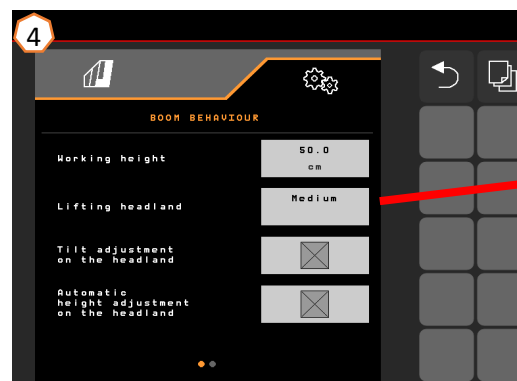 4
BOOM BEHAVIOUR
Working height
50.0
cm
Lifting headland
Medium
Tilt adjustment
on the headland
Automatic
height adjustment
on the headland